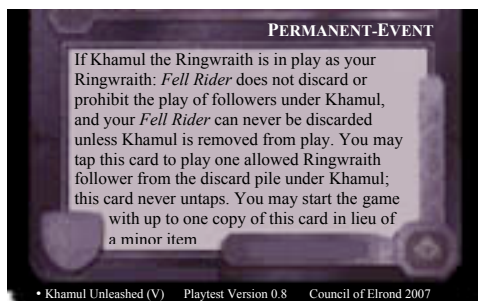 PERMANENT-EVENT
If Khamul the Ringwraith is in play as your
Ringwraith: Fell Rider does not discard or
prohibit the play of followers under Khamul,
and your Fell Rider can never be discarded
unless Khamul is removed from play. You may
tap this card to play one allowed Ringwraith
follower from the discard pile under Khamul;
this card never untaps. You may start the game
with up to one copy of this card in lieu of
a minor item
• Khamul Unleashed (V) Playtest Version 0.8 Council of Elrond 2007